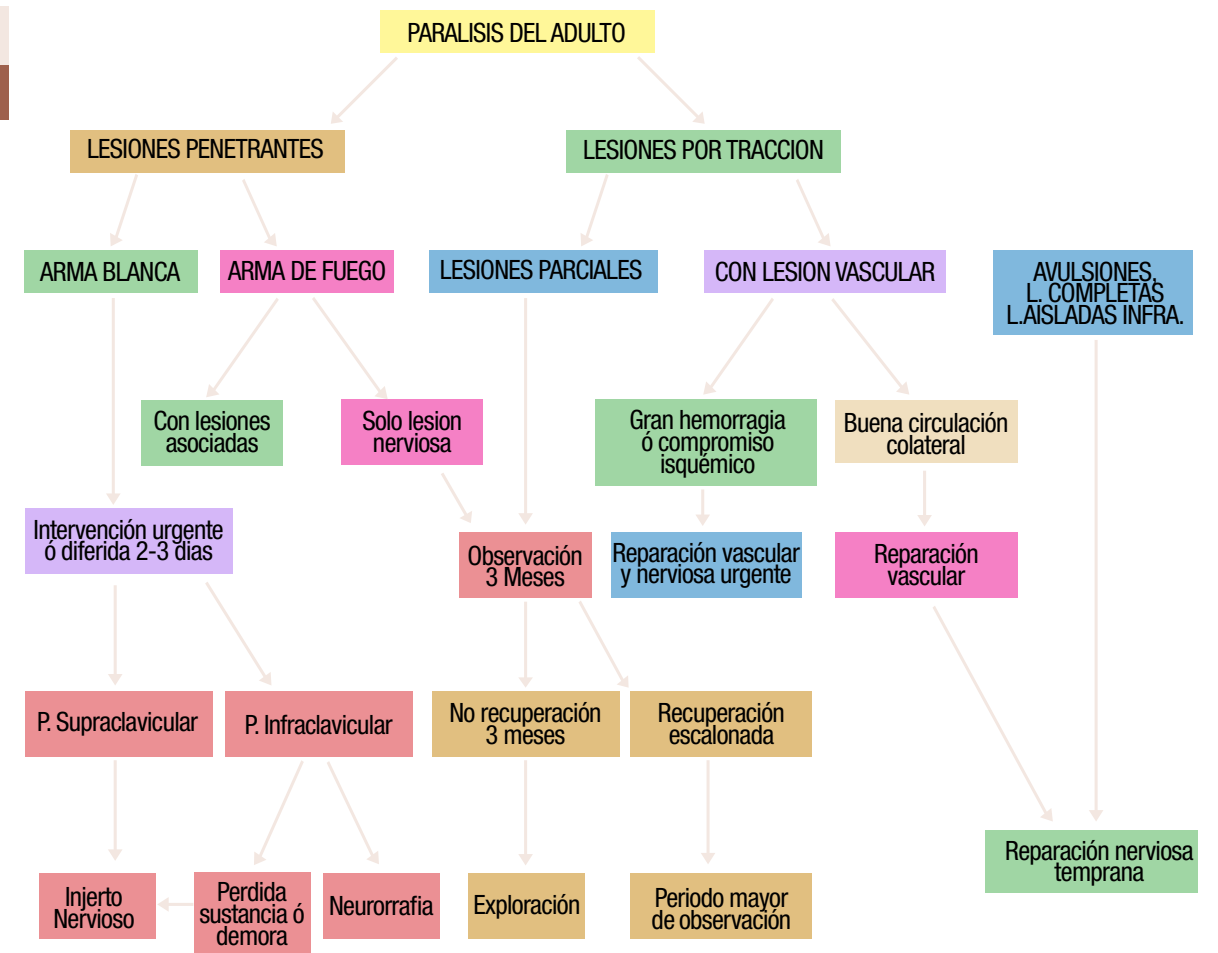 PARALISIS DEL ADULTO
LESIONES PENETRANTES
LESIONES POR TRACCION
ARMA BLANCA
ARMA DE FUEGO
LESIONES PARCIALES
CON LESION VASCULAR
AVULSIONES,
L. COMPLETAS
L.AISLADAS INFRA.
Con lesiones
asociadas
Solo lesion
nerviosa
Gran hemorragia
ó compromiso
isquémico
Buena circulación
colateral
Intervención urgente
ó diferida 2-3 dias
Observación
3 Meses
Reparación vascular
y nerviosa urgente
Reparación
vascular
P. Supraclavicular
P. Infraclavicular
No recuperación
3 meses
Recuperación
escalonada
Reparación nerviosa
temprana
Injerto
Nervioso
Perdida
sustancia ó
demora
Neurorrafia
Exploración
Periodo mayor
de observación